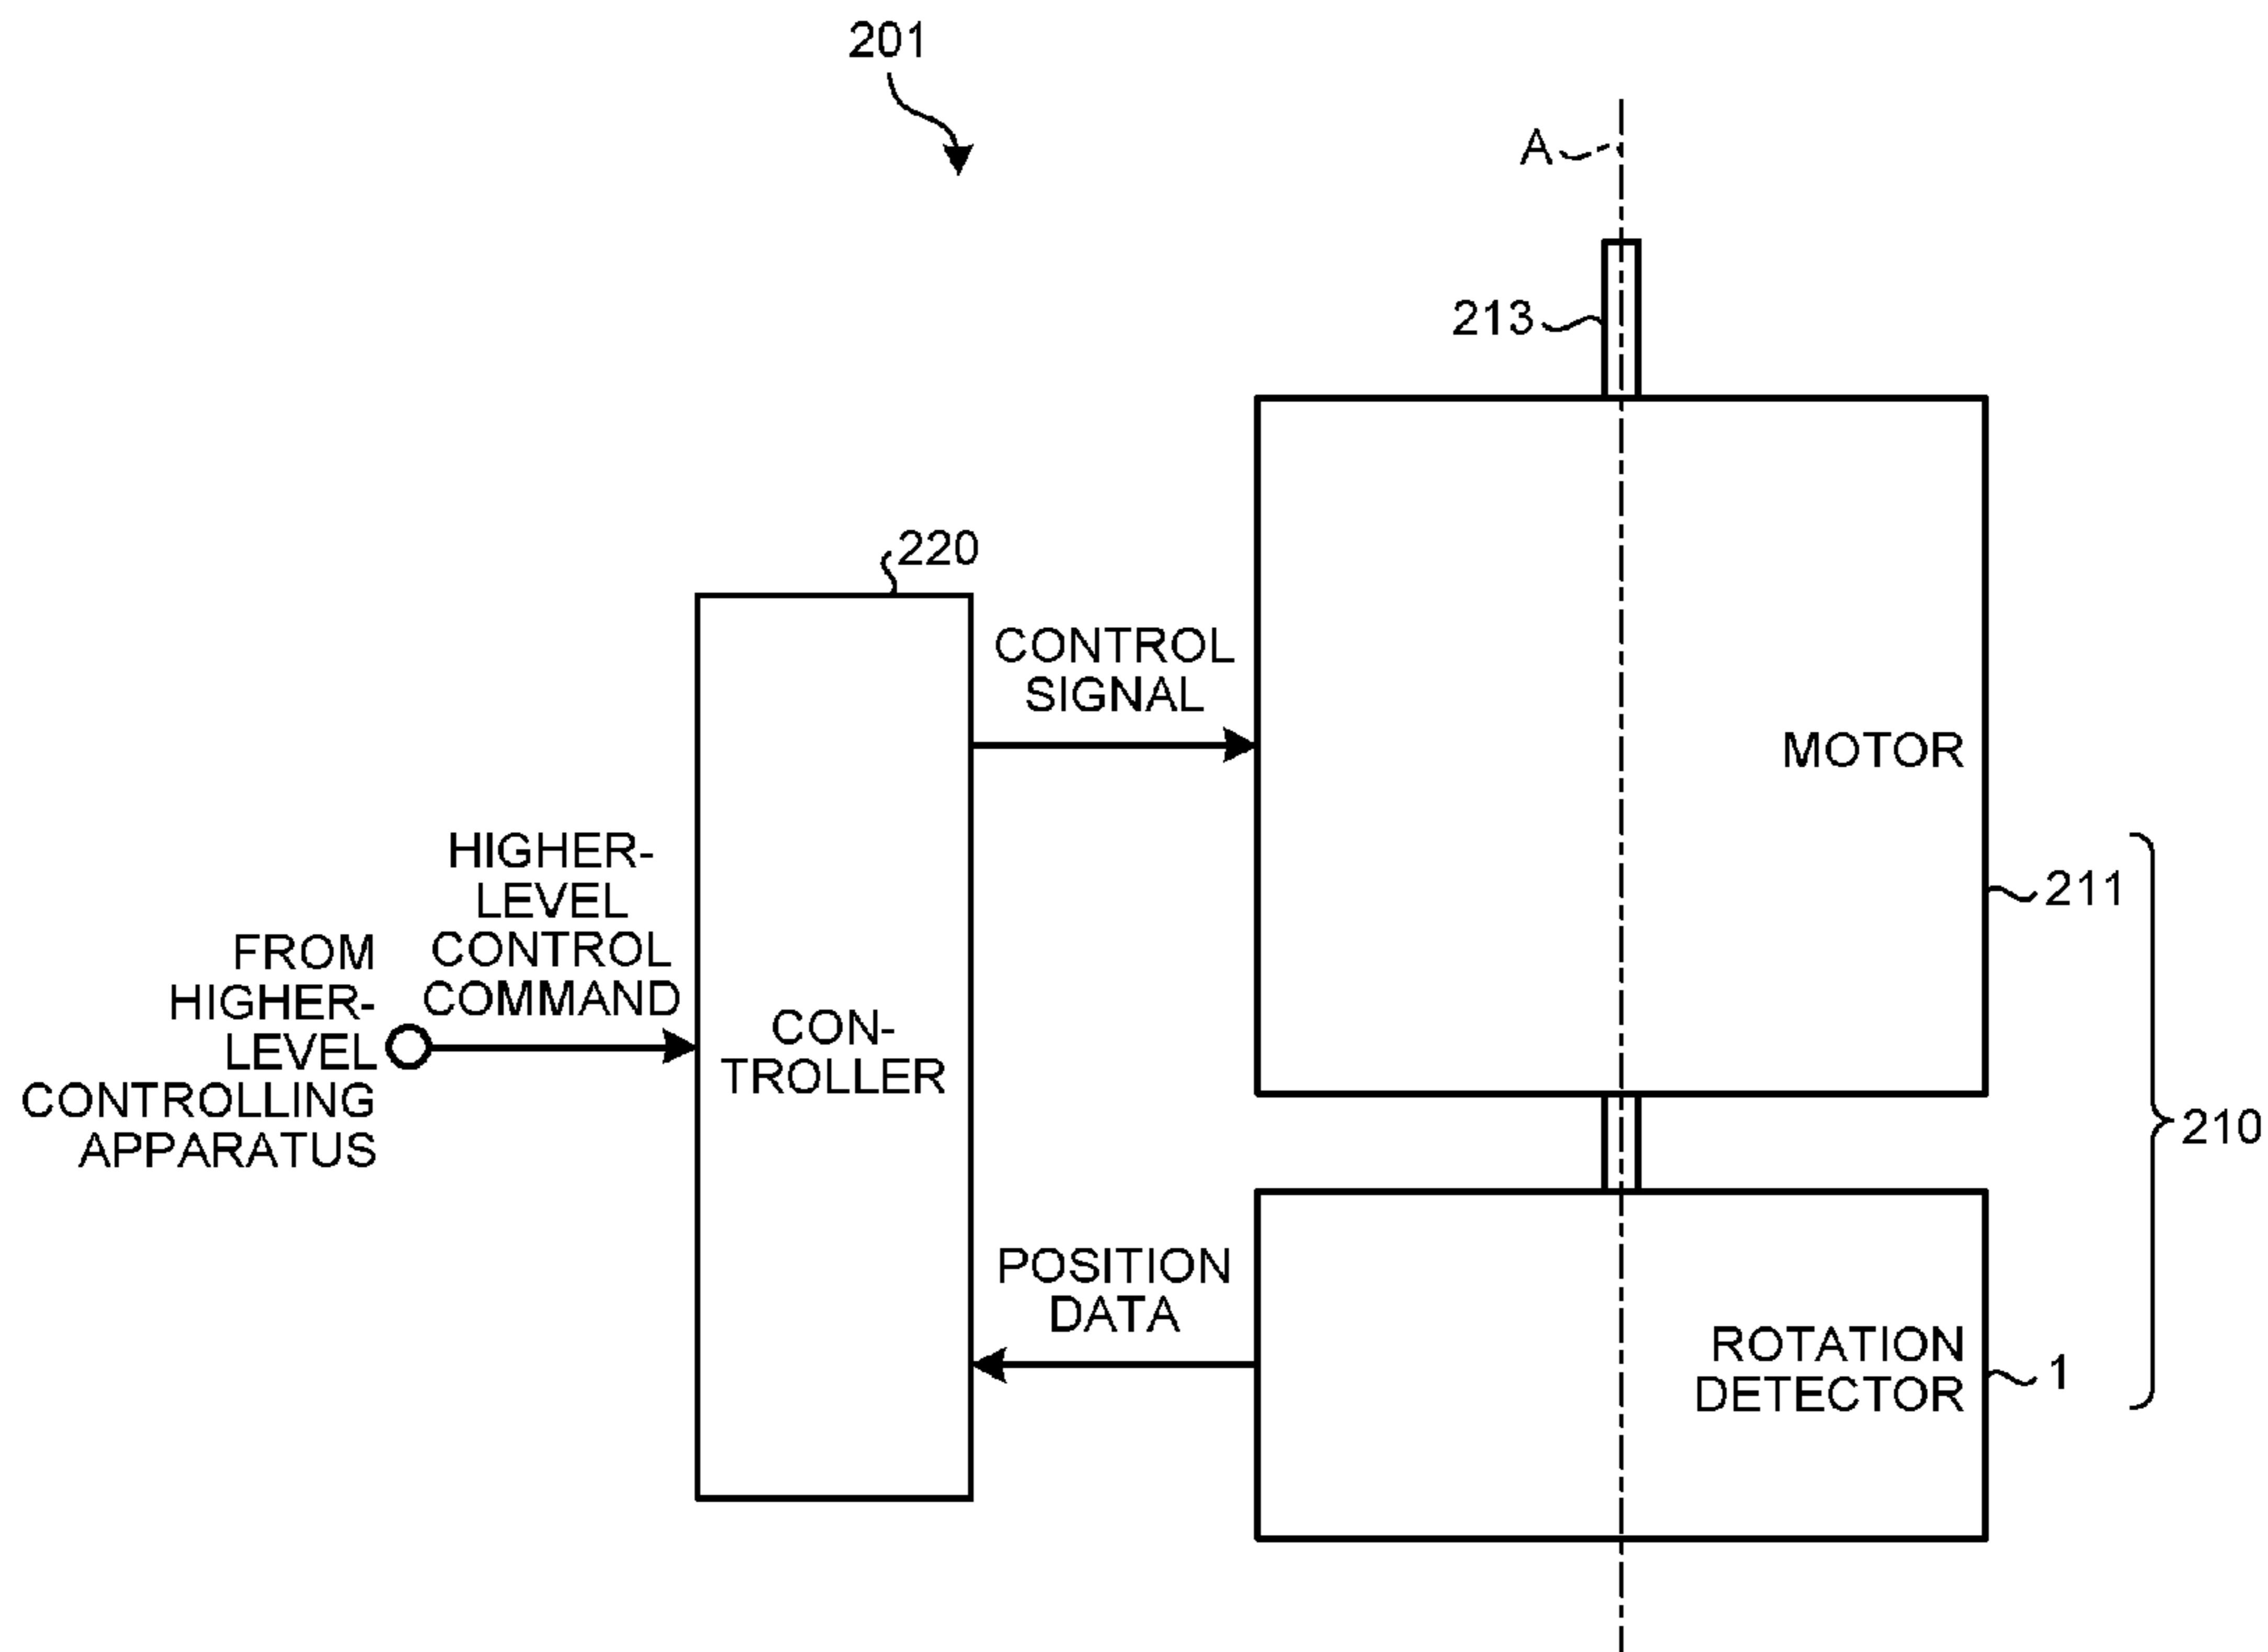 201
A
213
220
CONTROL
SIGNAL
MOTOR
HIGHER-
LEVEL
CONTROL
COMMAND
211
FROM
HIGHER-
LEVEL
CONTROLLING
APPARATUS
CON-
TROLLER
210
POSITION
DATA
ROTATION
DETECTOR
1